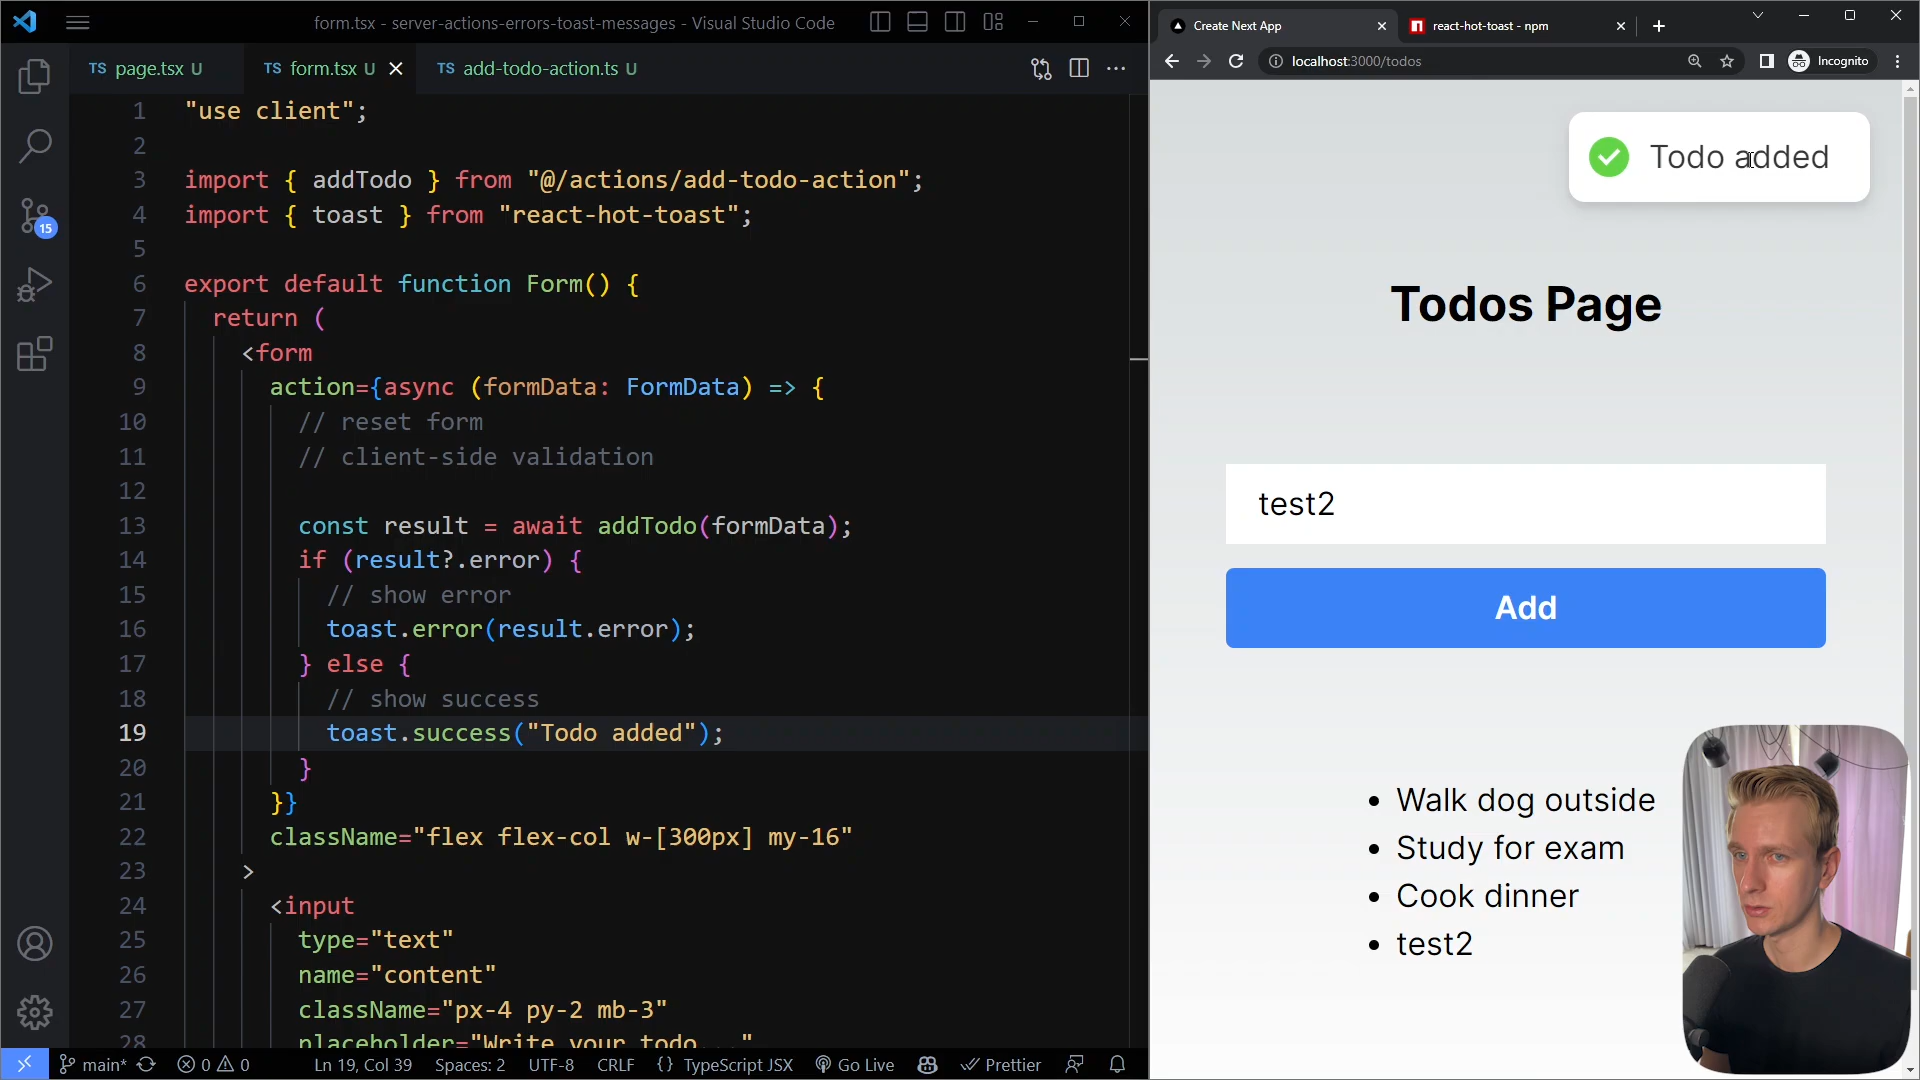 form.tsx - server-actions-errors-toast-messages - Visual Studio Code
TS page.tsx U
TS form.tsx U
TS add-todo-action.ts U
15
1 "use client";
2
3 import { addTodo } from "@/actions/add-todo-action";
4 import { toast } from "react-hot-toast";
5
6 export default function Form() {
7 return (
8 <form
9 action={async (formData: FormData) => {
10 // reset form
11 // client-side validation
12
13 const result = await addTodo(formData);
14 if (result?.error) {
15 // show error
16 toast.error(result.error);
17 } else {
18 // show success
19 toast.success("Todo added");
20 }
21 }}
22 className="flex flex-col w-[300px] my-16"
23 >
24 <input
25 type="text"
26 name="content"
27 className="px-4 py-2 mb-3"
28 placeholder="Write your todo..."
main* 0 0 Ln 19, Col 39 Spaces: 2 UTF-8 CRLF {} TypeScript JSX Go Live Prettier
Create Next App
react-hot-toast - npm
localhost:3000/todos
Incognito
Todo added
Todos Page
test2
Add
• Walk dog outside
• Study for exam
• Cook dinner
• test2